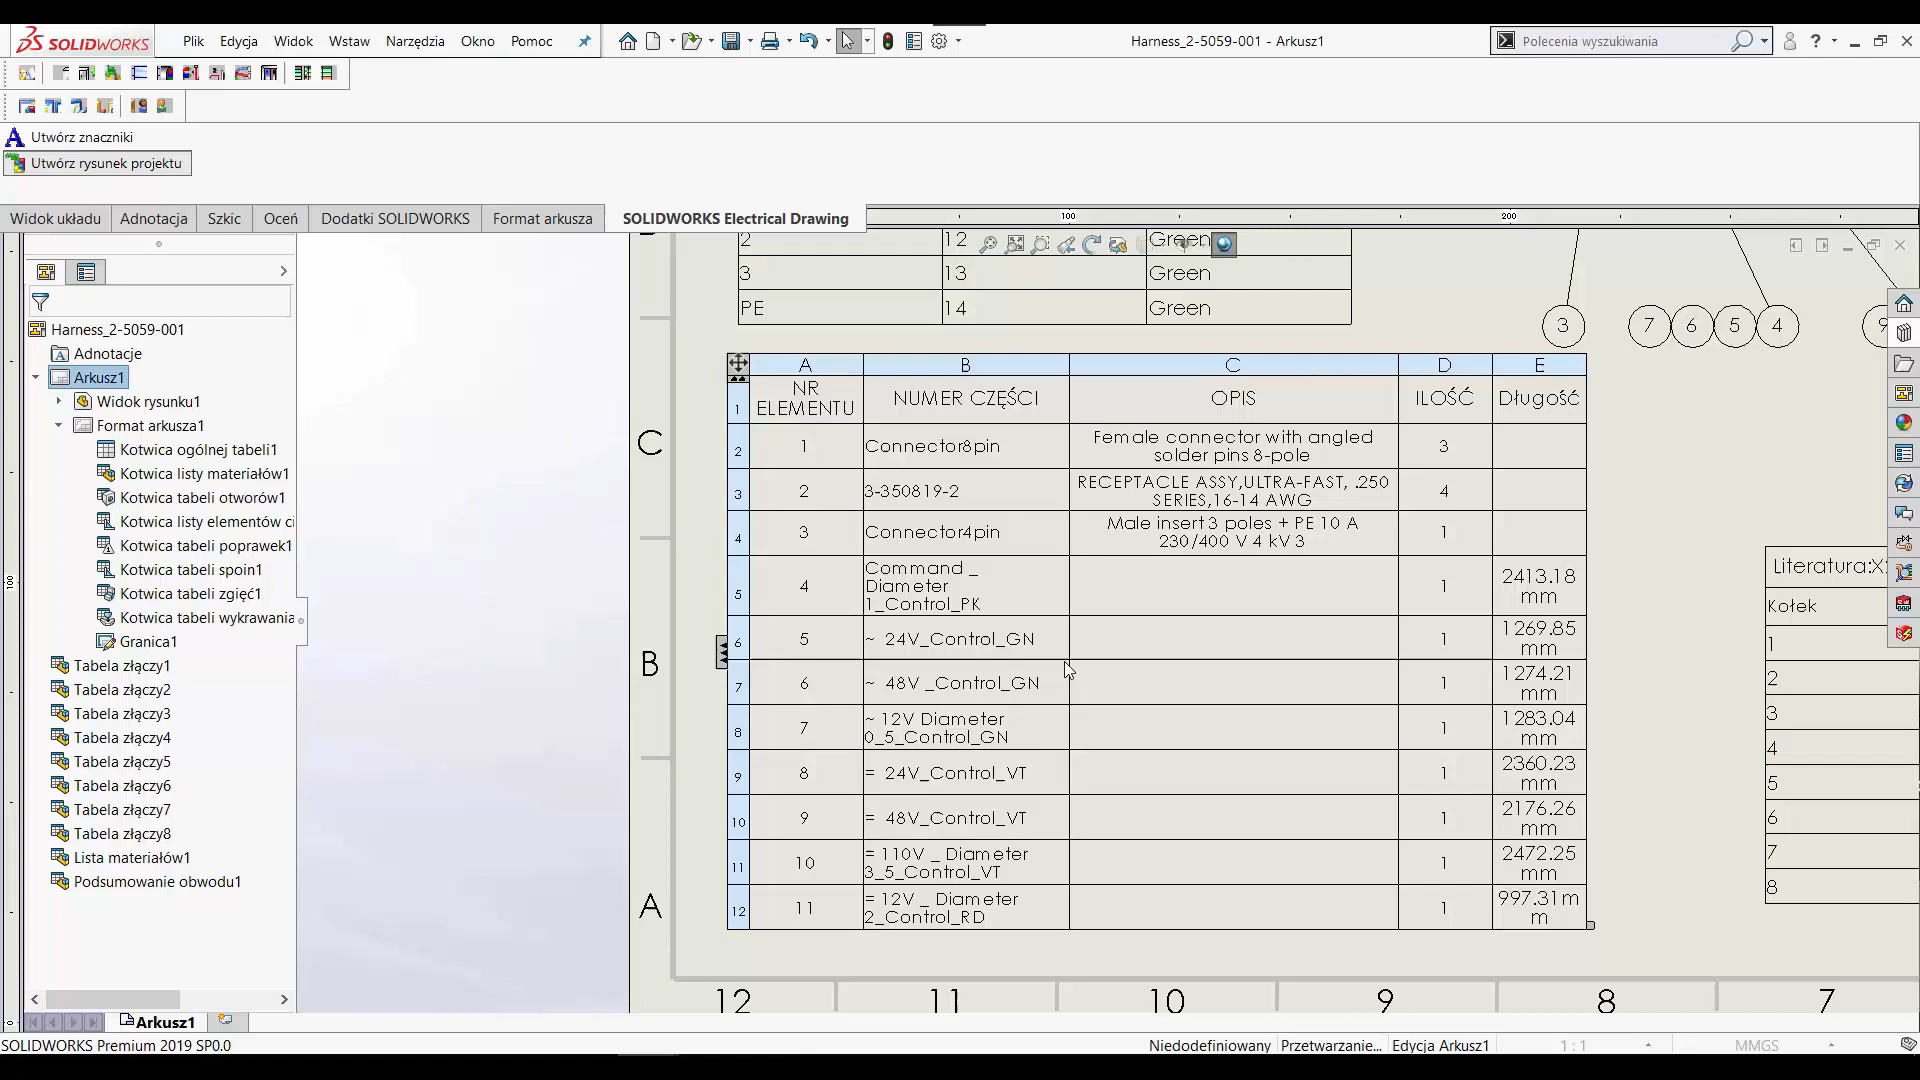 SOLIDWORKS
Plik Edycja Widok Wstaw Narzędzia Okno Pomoc
Harness_2-5059-001 - Arkusz1
Polecenia wyszukiwania
Utwórz znaczniki
Utwórz rysunek projektu
Widok układu Adnotacja Szkic Oceń Dodatki SOLIDWORKS Format arkusza SOLIDWORKS Electrical Drawing
100 200
Harness_2-5059-001
Adnotacje
Arkusz1
Widok rysunku1
Format arkusza1
Kotwica ogólnej tabeli1
Kotwica listy materiałów1
Kotwica tabeli otworów1
Kotwica listy elementów ci
Kotwica tabeli poprawek1
Kotwica tabeli spoin1
Kotwica tabeli zgięć1
Kotwica tabeli wykrawania
Granica1
Tabela złączy1
Tabela złączy2
Tabela złączy3
Tabela złączy4
Tabela złączy5
Tabela złączy6
Tabela złączy7
Tabela złączy8
Lista materiałów1
Podsumowanie obwodu1
2 12 Green
3 13 Green
PE 14 Green
3 7 6 5 4 9
A B C D E
1 NR ELEMENTU NUMER CZĘŚCI OPIS ILOŚĆ Długość
2 1 Connector8pin Female connector with angled solder pins 8-pole 3
3 2 3-350819-2 RECEPTACLE ASSY,ULTRA-FAST, .250 SERIES,16-14 AWG 4
4 3 Connector4pin Male insert 3 poles + PE 10 A 230/400 V 4 kV 3 1
5 4 Command _ Diameter 1_Control_PK 1 2413.18 mm
6 5 ~ 24V_Control_GN 1 1269.85 mm
7 6 ~ 48V _Control_GN 1 1274.21 mm
8 7 ~ 12V Diameter 0_5_Control_GN 1 1283.04 mm
9 8 = 24V_Control_VT 1 2360.23 mm
10 9 = 48V_Control_VT 1 2176.26 mm
11 10 = 110V _ Diameter 3_5_Control_VT 1 2472.25 mm
12 11 = 12V _ Diameter 2_Control_RD 1 997.31m m
C
B
A
Literatura:X
Kołek
1
2
3
4
5
6
7
8
12 11 10 9 8 7
100
0
Arkusz1
SOLIDWORKS Premium 2019 SP0.0
Niedodefiniowany Przetwarzanie... Edycja Arkusz1 1 : 1 MMGS